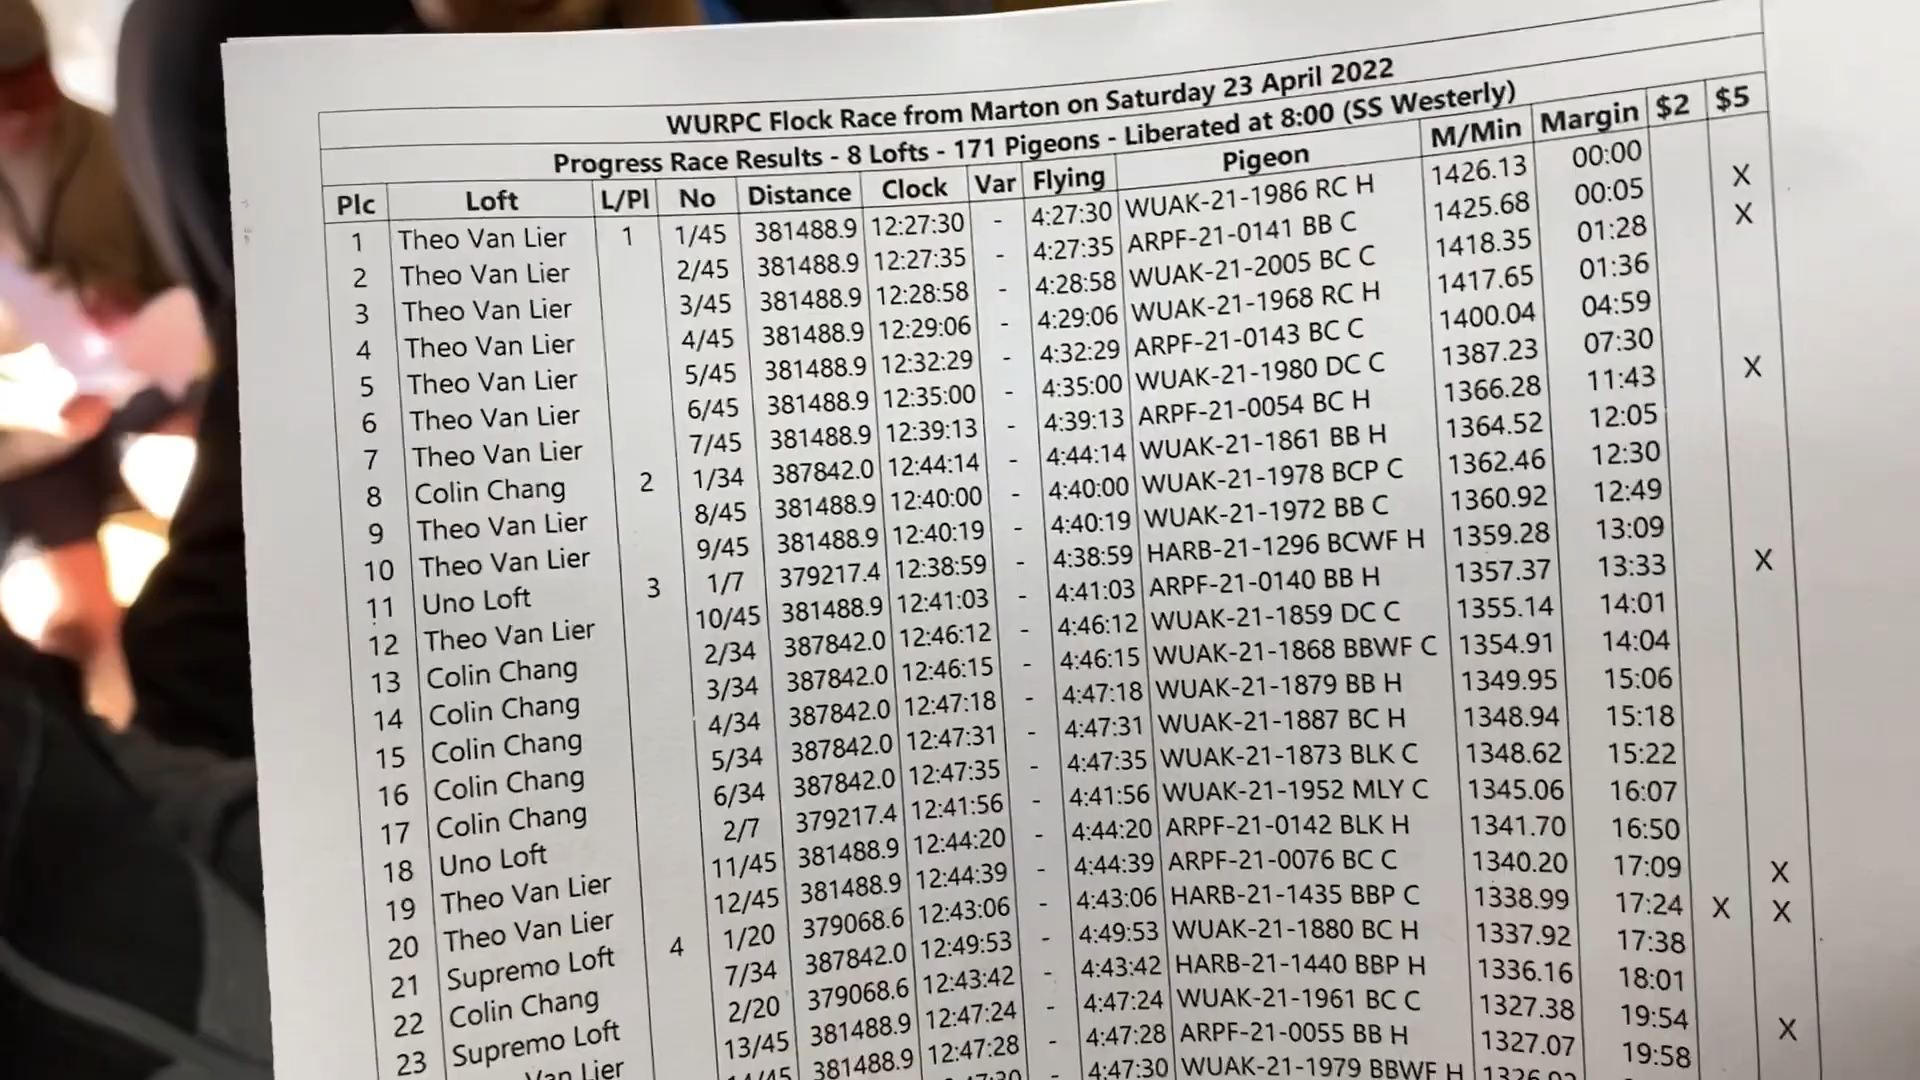 WURPC Flock Race from Marton on Saturday 23 April 2022
Progress Race Results - 8 Lofts - 171 Pigeons - Liberated at 8:00 (SS Westerly)
Plc Loft L/Pl No Distance Clock Var Flying Pigeon M/Min Margin $2 $5
1 Theo Van Lier 1 1/45 381488.9 12:27:30 - 4:27:30 WUAK-21-1986 RC H 1426.13 00:00
2 Theo Van Lier 2/45 381488.9 12:27:35 - 4:27:35 ARPF-21-0141 BB C 1425.68 00:05 X
3 Theo Van Lier 3/45 381488.9 12:28:58 - 4:28:58 WUAK-21-2005 BC C 1418.35 01:28 X
4 Theo Van Lier 4/45 381488.9 12:29:06 - 4:29:06 WUAK-21-1968 RC H 1417.65 01:36
5 Theo Van Lier 5/45 381488.9 12:32:29 - 4:32:29 ARPF-21-0143 BC C 1400.04 04:59
6 Theo Van Lier 6/45 381488.9 12:35:00 - 4:35:00 WUAK-21-1980 DC C 1387.23 07:30
7 Theo Van Lier 7/45 381488.9 12:39:13 - 4:39:13 ARPF-21-0054 BC H 1366.28 11:43 X
8 Colin Chang 2 1/34 387842.0 12:44:14 - 4:44:14 WUAK-21-1861 BB H 1364.52 12:05
9 Theo Van Lier 8/45 381488.9 12:40:00 - 4:40:00 WUAK-21-1978 BCP C 1362.46 12:30
10 Theo Van Lier 9/45 381488.9 12:40:19 - 4:40:19 WUAK-21-1972 BB C 1360.92 12:49
11 Uno Loft 3 1/7 379217.4 12:38:59 - 4:38:59 HARB-21-1296 BCWF H 1359.28 13:09
12 Theo Van Lier 10/45 381488.9 12:41:03 - 4:41:03 ARPF-21-0140 BB H 1357.37 13:33 X
13 Colin Chang 2/34 387842.0 12:46:12 - 4:46:12 WUAK-21-1859 DC C 1355.14 14:01
14 Colin Chang 3/34 387842.0 12:46:15 - 4:46:15 WUAK-21-1868 BBWF C 1354.91 14:04
15 Colin Chang 4/34 387842.0 12:47:18 - 4:47:18 WUAK-21-1879 BB H 1349.95 15:06
16 Colin Chang 5/34 387842.0 12:47:31 - 4:47:31 WUAK-21-1887 BC H 1348.94 15:18
17 Colin Chang 6/34 387842.0 12:47:35 - 4:47:35 WUAK-21-1873 BLK C 1348.62 15:22
18 Uno Loft 2/7 379217.4 12:41:56 - 4:41:56 WUAK-21-1952 MLY C 1345.06 16:07
19 Theo Van Lier 11/45 381488.9 12:44:20 - 4:44:20 ARPF-21-0142 BLK H 1341.70 16:50
20 Theo Van Lier 12/45 381488.9 12:44:39 - 4:44:39 ARPF-21-0076 BC C 1340.20 17:09 X
21 Supremo Loft 4 1/20 379068.6 12:43:06 - 4:43:06 HARB-21-1435 BBP C 1338.99 17:24 X X
22 Colin Chang 7/34 387842.0 12:49:53 - 4:49:53 WUAK-21-1880 BC H 1337.92 17:38
23 Supremo Loft 2/20 379068.6 12:43:42 - 4:43:42 HARB-21-1440 BBP H 1336.16 18:01
Van Lier 13/45 381488.9 12:47:24 - 4:47:24 WUAK-21-1961 BC C 1327.38 19:54 X
14/45 381488.9 12:47:28 - 4:47:28 ARPF-21-0055 BB H 1327.07 19:58
4:47:30 WUAK-21-1979 BBWF H